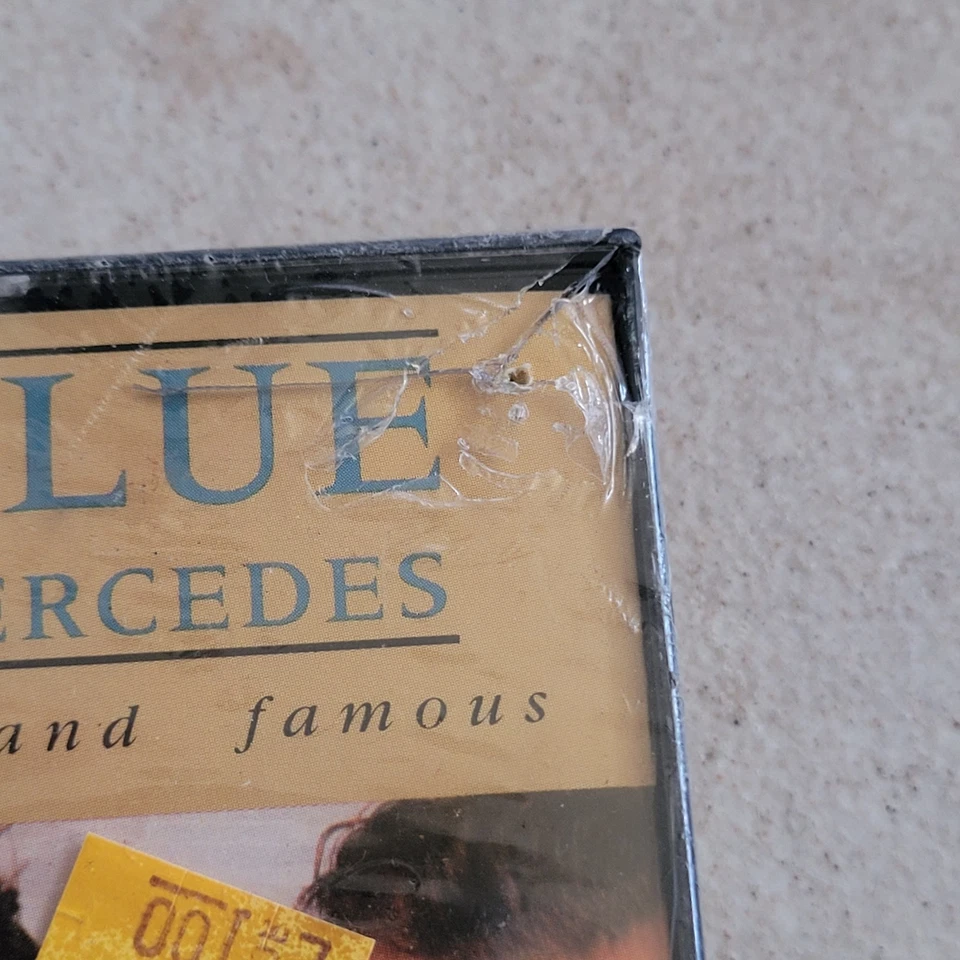 LUE
ERCEDES
and famous